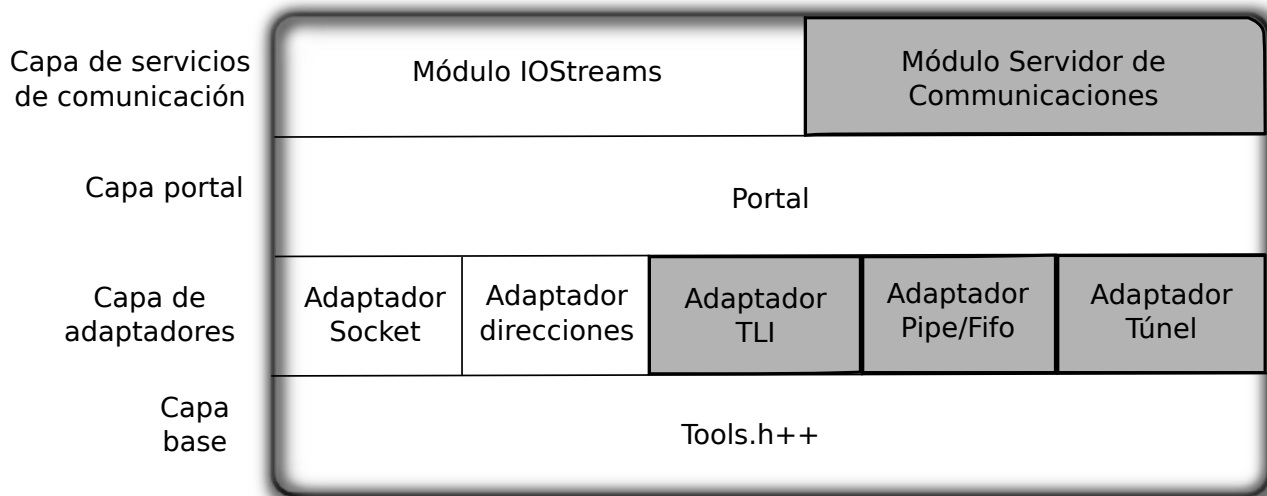 Capa de servicios
de comunicación
Módulo IOStreams
Módulo Servidor de
Communicaciones
Capa portal
Portal
Capa de
adaptadores
Adaptador
Socket
Adaptador
direcciones
Adaptador
TLI
Adaptador
Pipe/Fifo
Adaptador
Túnel
Capa
base
Tools.h++